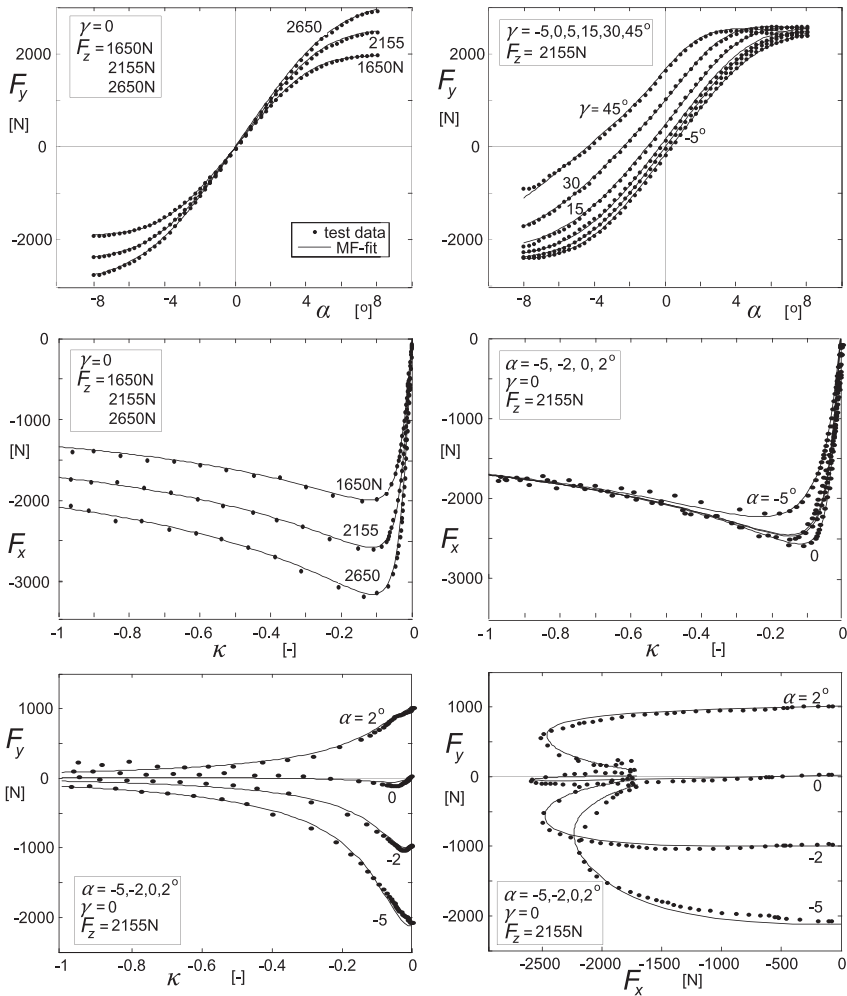 γ = 0
F_z = 1650N
2155N
2650N
2650
2155
1650N
F_y
[N]
2000
0
-2000
test data
MF-fit
-8
-4
0
4
8
α
[°]
γ = -5,0,5,15,30,45°
F_z = 2155N
γ = 45°
-5°
30
15
F_y
[N]
2000
0
-2000
-8
-4
0
4
8
α
[°]
γ = 0
F_z = 1650N
2155N
2650N
1650N
2155
2650
0
-1000
[N]
-2000
F_x
-3000
-1
-0.8
-0.6
-0.4
-0.2
0
κ
[-]
α = -5, -2, 0, 2°
γ = 0
F_z = 2155N
α = -5°
0
0
-1000
[N]
-2000
F_x
-3000
-1
-0.8
-0.6
-0.4
-0.2
0
κ
[-]
1000
F_y
0
[N]
-1000
-2000
α = 2°
0
-2
-5
α = -5,-2,0,2°
γ = 0
F_z = 2155N
-1
-0.8
-0.6
-0.4
-0.2
0
κ
[-]
1000
F_y
0
[N]
-1000
-2000
α = 2°
0
-2
-5
α = -5,-2,0,2°
γ = 0
F_z = 2155N
-2500
-2000
-1500
-1000
-500
0
F_x
[N]